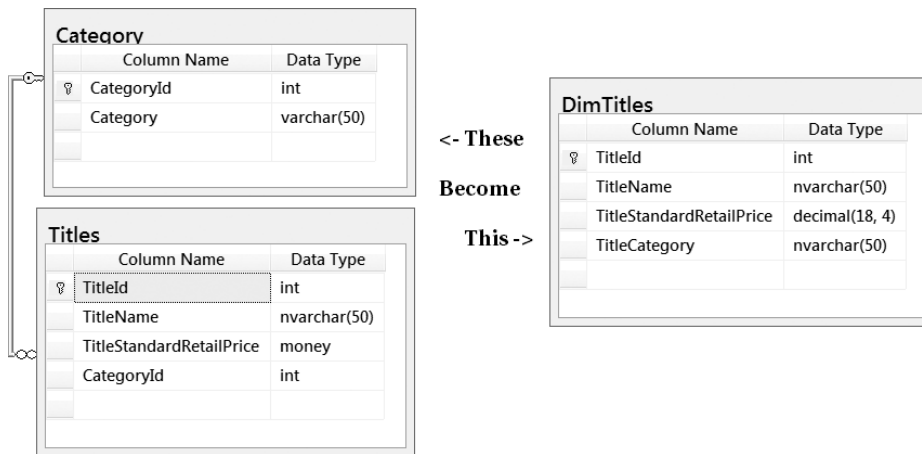 Category
Column Name Data Type
CategoryId int
Category varchar(50)
Titles
Column Name Data Type
TitleId int
TitleName nvarchar(50)
TitleStandardRetailPrice money
CategoryId int
<- These
Become
This ->
DimTitles
Column Name Data Type
TitleId int
TitleName nvarchar(50)
TitleStandardRetailPrice decimal(18, 4)
TitleCategory nvarchar(50)